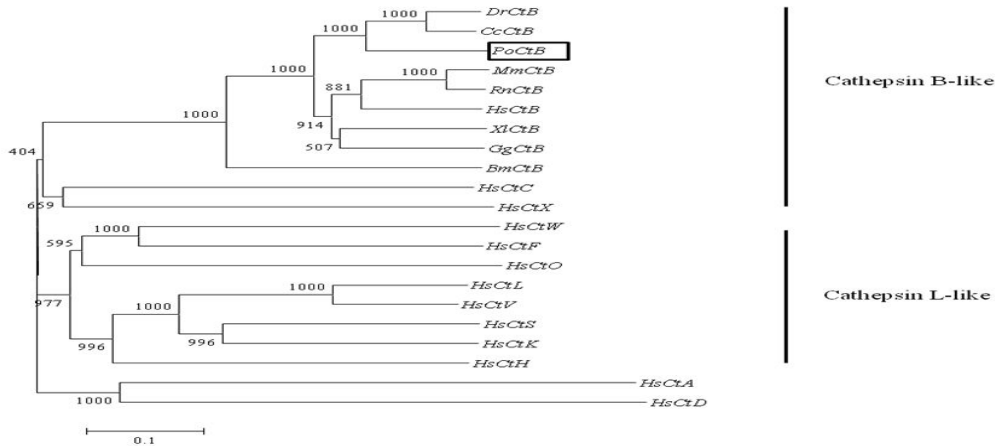 1000
DrCtB
1000
CcCtB
PoCtB
1000
1000
MmCtB
881
RnCtB
Cathepsin B-like
1000
HsCtB
914
XlCtB
507
GgCtB
404
BmCtB
HsCtC
659
HsCtX
1000
HsCtW
595
HsCtF
HsCtO
977
1000
HsCtL
Cathepsin L-like
1000
HsCtV
HsCtS
996
996
HsCtK
HsCtH
HsCtA
1000
HsCtD
0.1